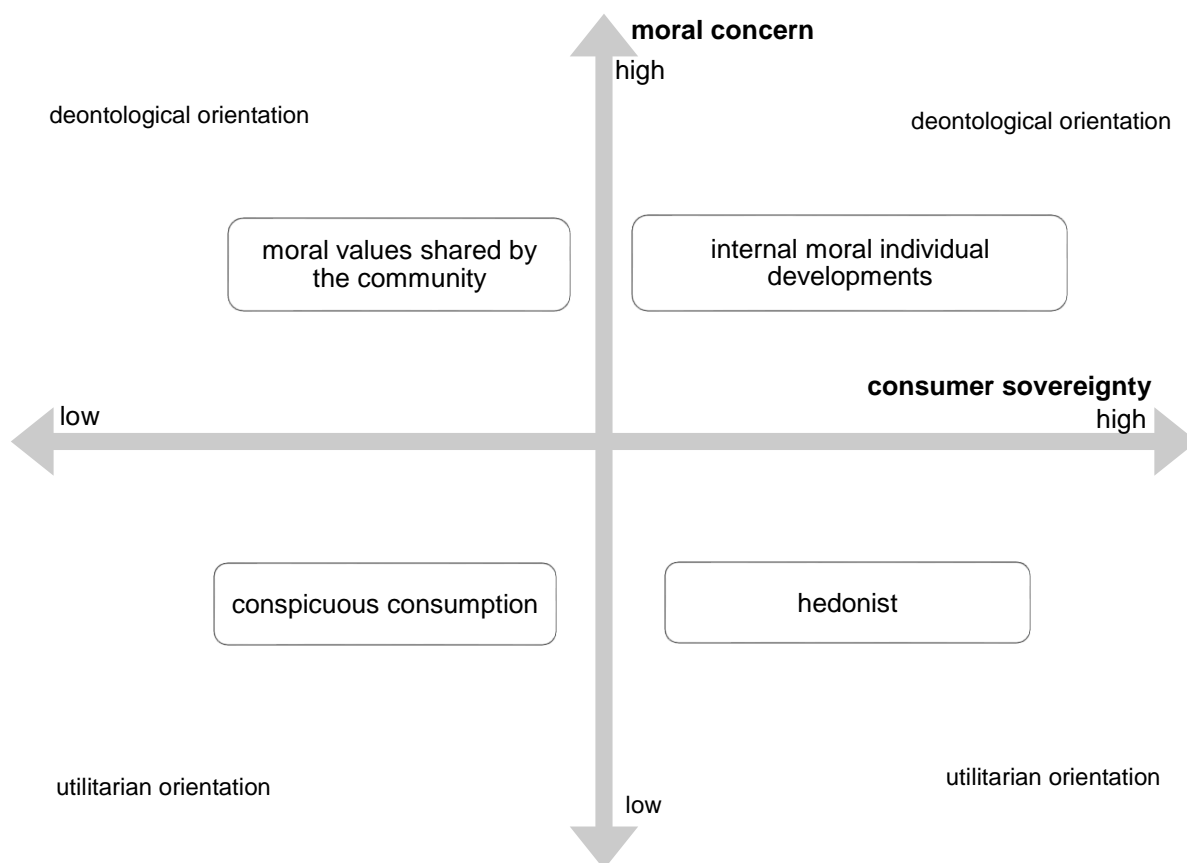 moral concern
high
deontological orientation
deontological orientation
moral values shared by
the community
internal moral individual
developments
consumer sovereignty
low
high
conspicuous consumption
hedonist
utilitarian orientation
utilitarian orientation
low